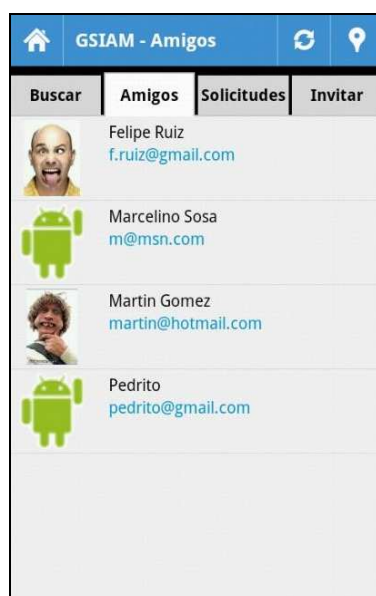 GSIAM - Amigos
Buscar Amigos Solicitudes Invitar
Felipe Ruiz
f.ruiz@gmail.com
Marcelino Sosa
m@msn.com
Martin Gomez
martin@hotmail.com
Pedrito
pedrito@gmail.com